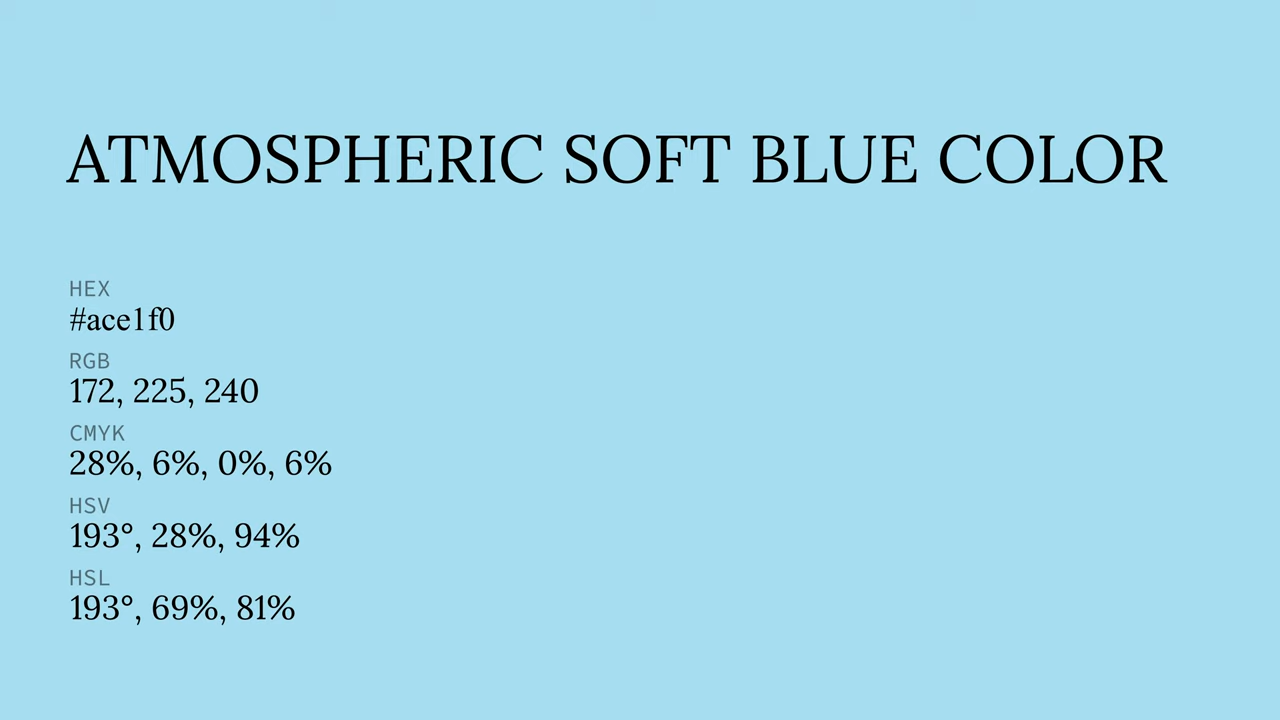 ATMOSPHERIC SOFT BLUE COLOR
HEX
#ace1f0
RGB
172, 225, 240
CMYK
28%, 6%, 0%, 6%
HSV
193°, 28%, 94%
HSL
193°, 69%, 81%